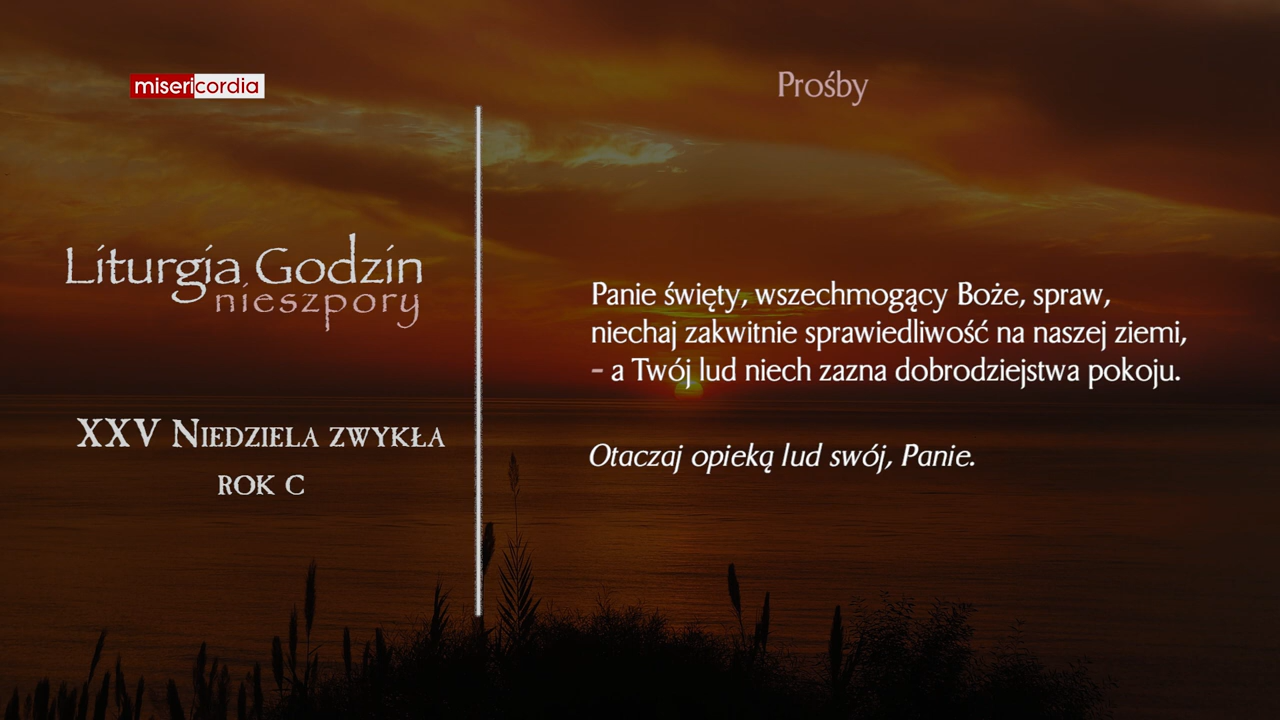 misericordia
Liturgia Godzin
nieszpory
XXV Niedziela zwykła
rok C
Prośby
Panie święty, wszechmogący Boże, spraw,
niechaj zakwitnie sprawiedliwość na naszej ziemi,
- a Twój lud niech zazna dobrodziejstwa pokoju.
Otaczaj opieką lud swój, Panie.